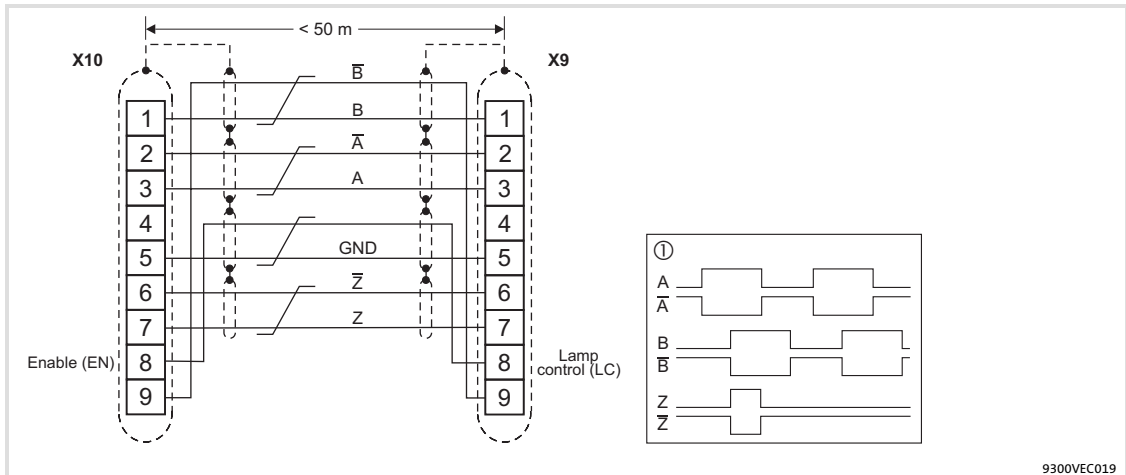 < 50 m
X10
X9
B̅
1
B
1
2
A̅
2
3
A
3
4
4
5
GND
5
6
Z̅
6
7
Z
7
Enable (EN)
8
8
Lamp
control (LC)
9
9
①
A
A̅
B
B̅
Z
Z̅
9300VEC019